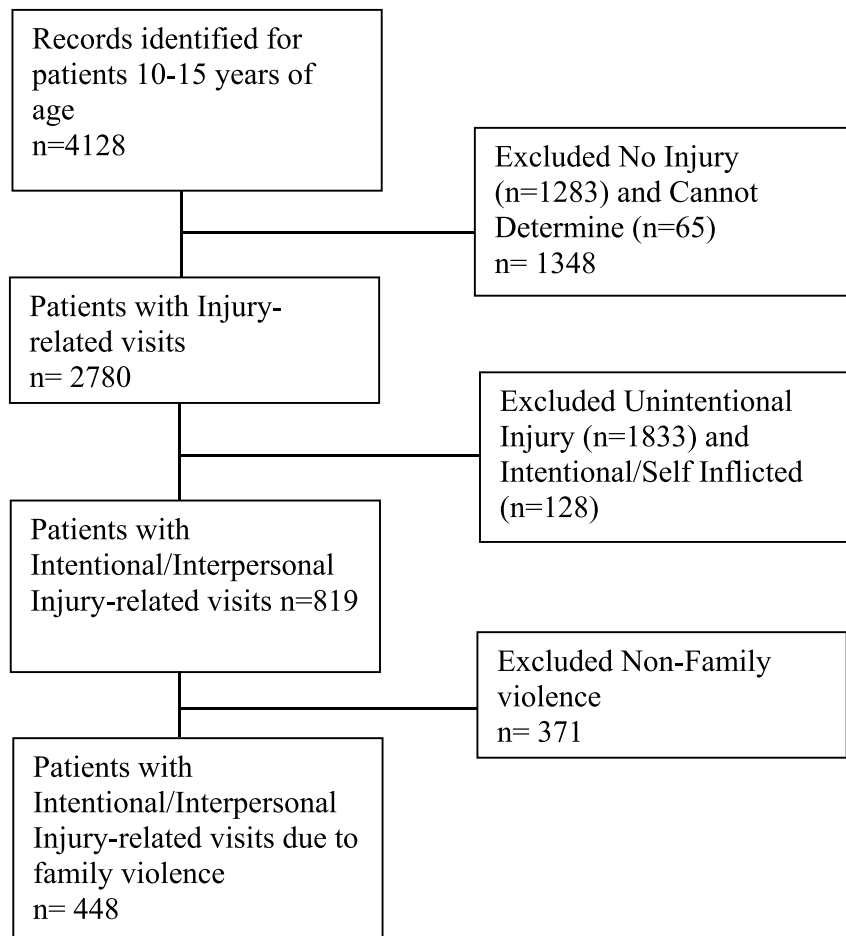 Records identified for
patients 10-15 years of
age
n=4128
Excluded No Injury
(n=1283) and Cannot
Determine (n=65)
n= 1348
Patients with Injury-
related visits
n= 2780
Excluded Unintentional
Injury (n=1833) and
Intentional/Self Inflicted
(n=128)
Patients with
Intentional/Interpersonal
Injury-related visits n=819
Excluded Non-Family
violence
n= 371
Patients with
Intentional/Interpersonal
Injury-related visits due to
family violence
n= 448